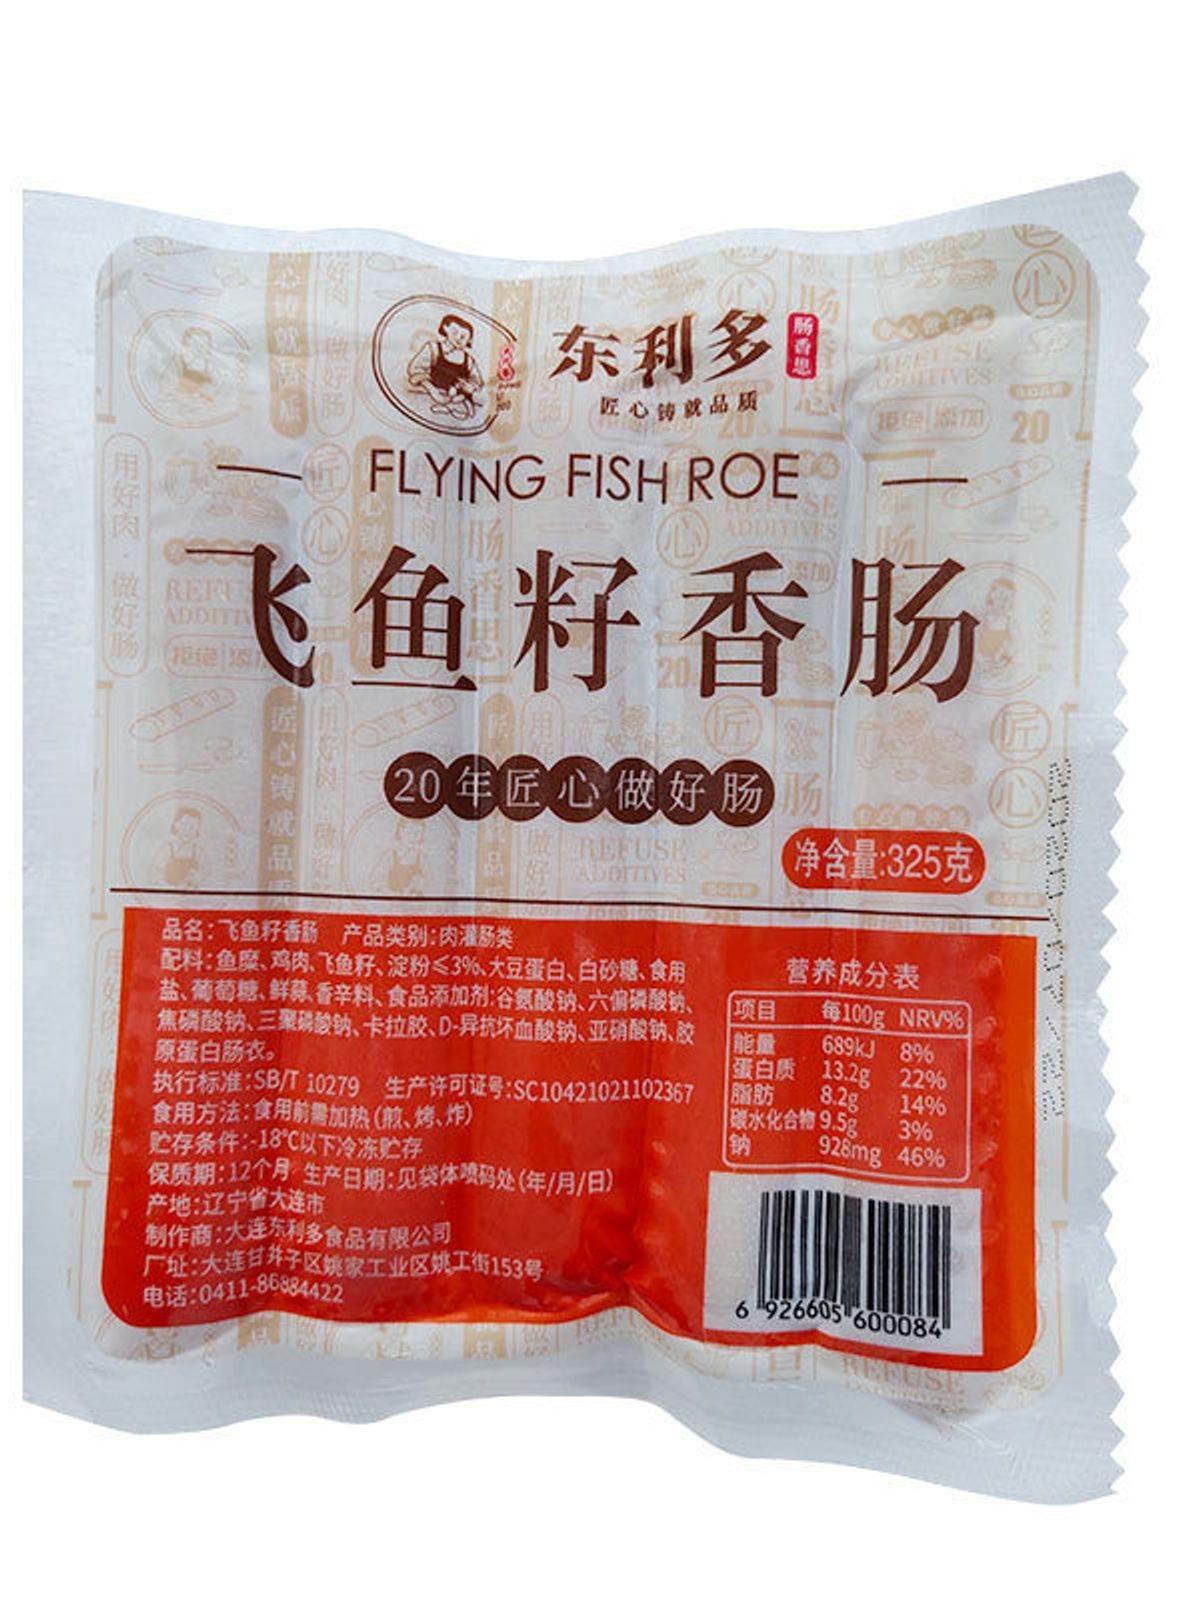 东利多
肠香思
匠心铸就品质
FLYING FISH ROE
飞鱼籽香肠
20年匠心做好肠
净含量:325克
品名：飞鱼籽香肠 产品类别:肉灌肠类
配料:鱼糜、鸡肉、飞鱼籽、淀粉≤3%、大豆蛋白、白砂糖、食用
盐、葡萄糖、鲜蒜、香辛料、食品添加剂:谷氨酸钠、六偏磷酸钠、
焦磷酸钠、三聚磷酸钠、卡拉胶、D-异抗坏血酸钠、亚硝酸钠、胶
原蛋白肠衣。
执行标准:SB/T 10279 生产许可证号:SC10421021102367
食用方法:食用前需加热(煎、烤、炸)
贮存条件:-18℃以下冷冻贮存
保质期:12个月 生产日期:见袋体喷码处(年/月/日)
产地:辽宁省大连市
制作商:大连东利多食品有限公司
厂址:大连甘井子区姚家工业区姚工街153号
电话:0411-86884422
营养成分表
项目 每100g NRV%
能量 689kJ 8%
蛋白质 13.2g 22%
脂肪 8.2g 14%
碳水化合物 9.5g 3%
钠 928mg 46%
6 926605 600084
用好肉·做好肠
匠心
REFUSE
ADDITIVES
拒绝 添加